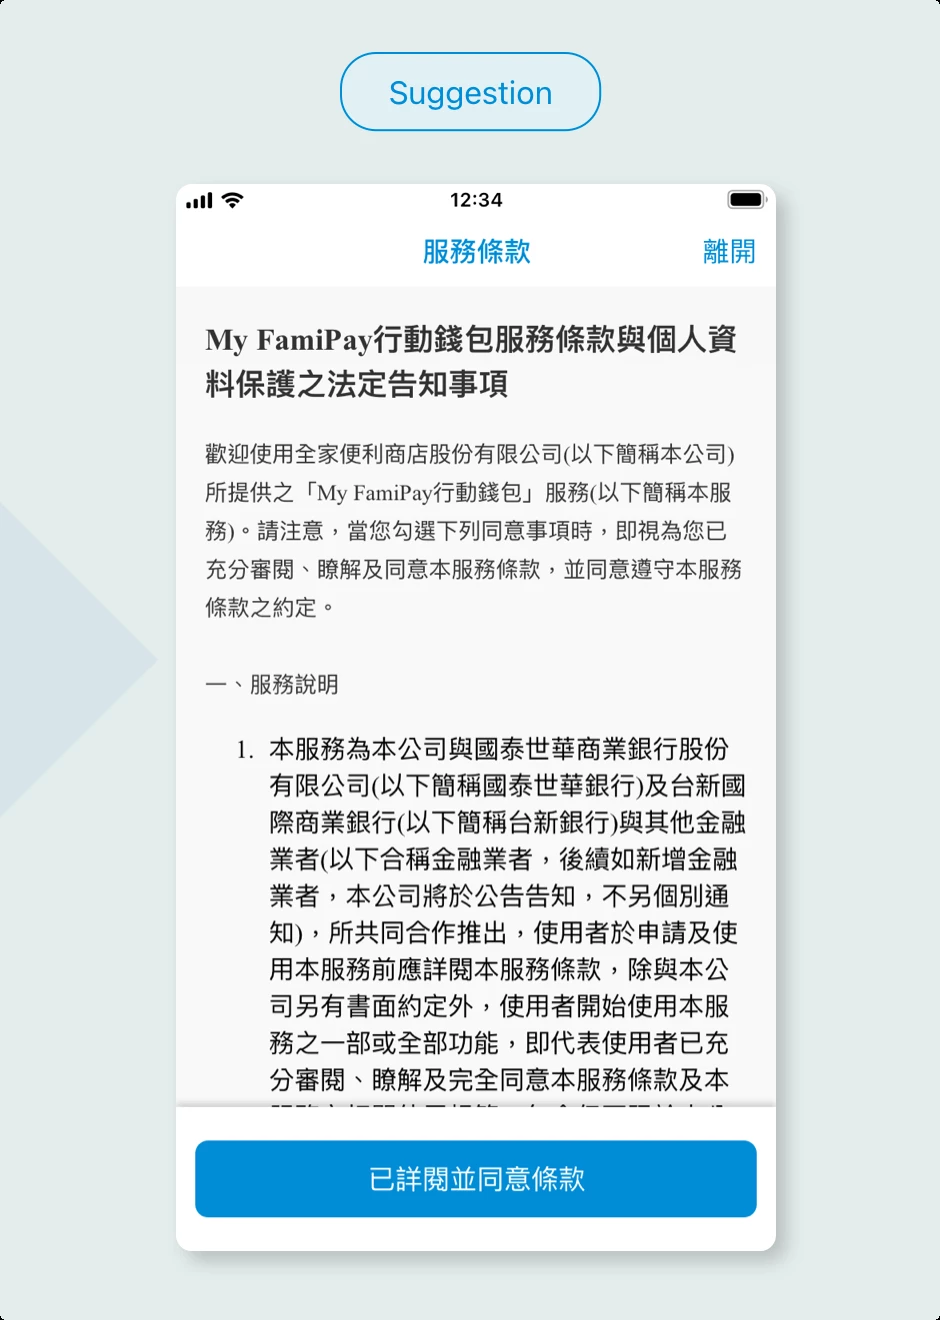 Suggestion
12:34
服務條款
離開
My FamiPay行動錢包服務條款與個人資
料保護之法定告知事項
歡迎使用全家便利商店股份有限公司(以下簡稱本公司)
所提供之「My FamiPay行動錢包」服務(以下簡稱本服
務)。請注意，當您勾選下列同意事項時，即視為您已
充分審閱、瞭解及同意本服務條款，並同意遵守本服務
條款之約定。
一、服務說明
1. 本服務為本公司與國泰世華商業銀行股份
有限公司(以下簡稱國泰世華銀行)及台新國
際商業銀行(以下簡稱台新銀行)與其他金融
業者(以下合稱金融業者，後續如新增金融
業者，本公司將於公告告知，不另個別通
知)，所共同合作推出，使用者於申請及使
用本服務前應詳閱本服務條款，除與本公
司另有書面約定外，使用者開始使用本服
務之一部或全部功能，即代表使用者已充
分審閱、瞭解及完全同意本服務條款及本
已詳閱並同意條款